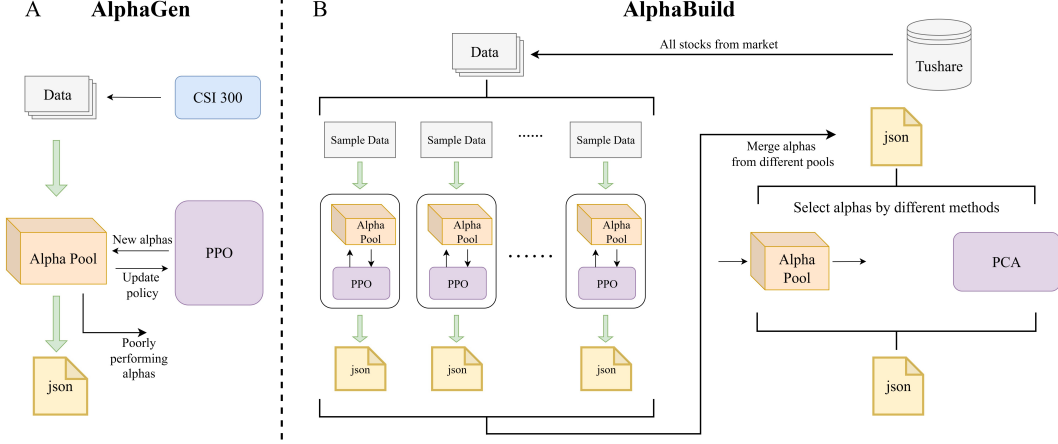 A
AlphaGen
Data
CSI 300
Alpha Pool
New alphas
Update
policy
PPO
Poorly
performing
alphas
json
B
AlphaBuild
Data
All stocks from market
Tushare
Sample Data
Sample Data
......
Sample Data
Alpha
Pool
PPO
Alpha
Pool
PPO
......
Alpha
Pool
PPO
json
json
json
Merge alphas
from different pools
json
Select alphas by different methods
Alpha
Pool
PCA
json